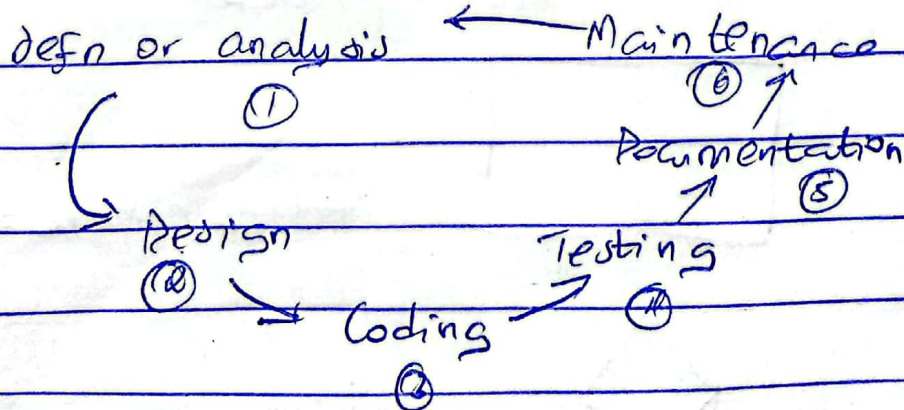 defn or analysis
Maintenance
①
⑥
Documentation
⑤
Design
②
Testing
④
Coding
③